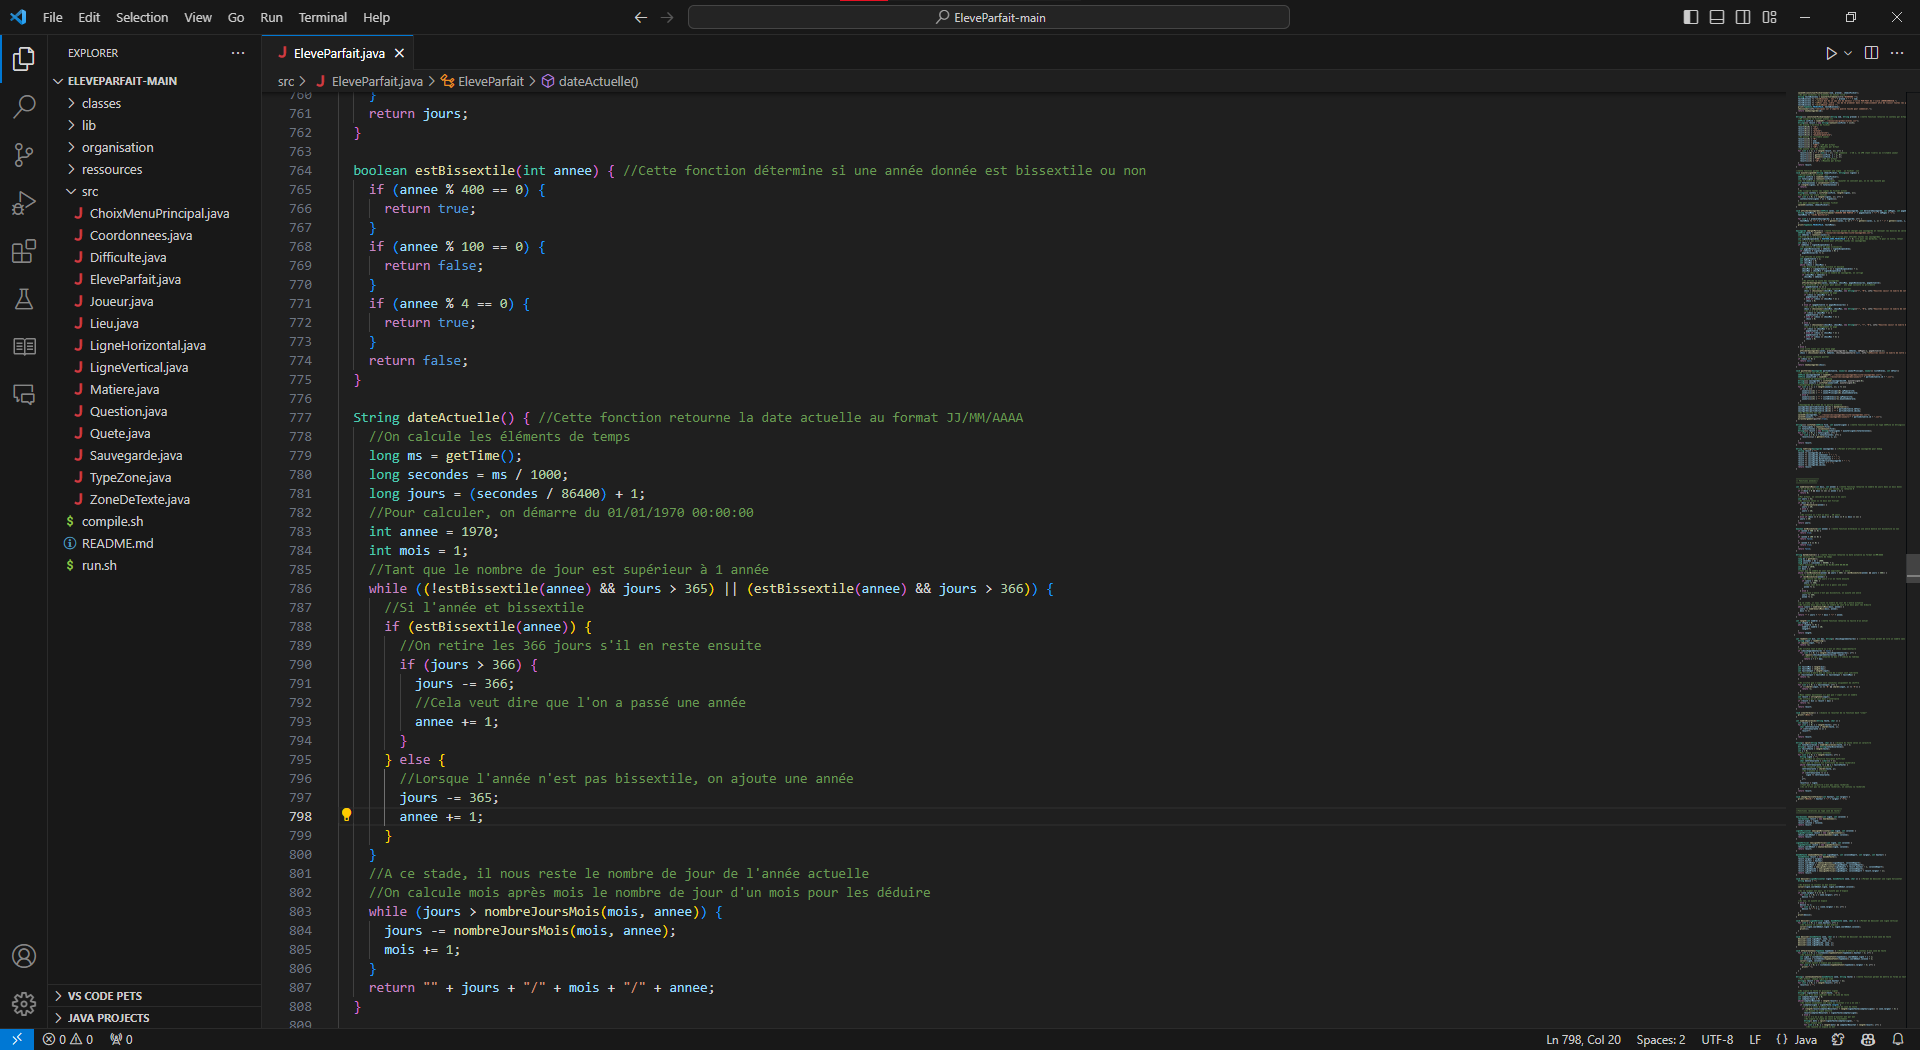 File Edit Selection View Go Run Terminal Help
EleveParfait-main
EXPLORER
ELEVEPARFAIT-MAIN
classes
lib
organisation
ressources
src
ChoixMenuPrincipal.java
Coordonnees.java
Difficulte.java
EleveParfait.java
Joueur.java
Lieu.java
LigneHorizontal.java
LigneVertical.java
Matiere.java
Question.java
Quete.java
Sauvegarde.java
TypeZone.java
ZoneDeTexte.java
compile.sh
README.md
run.sh
VS CODE PETS
JAVA PROJECTS
EleveParfait.java
src > EleveParfait.java > EleveParfait > dateActuelle()
760 }
761 return jours;
762 }
763
764 boolean estBissextile(int annee) { //Cette fonction détermine si une année donnée est bissextile ou non
765 if (annee % 400 == 0) {
766 return true;
767 }
768 if (annee % 100 == 0) {
769 return false;
770 }
771 if (annee % 4 == 0) {
772 return true;
773 }
774 return false;
775 }
776
777 String dateActuelle() { //Cette fonction retourne la date actuelle au format JJ/MM/AAAA
778 //On calcule les éléments de temps
779 long ms = getTime();
780 long secondes = ms / 1000;
781 long jours = (secondes / 86400) + 1;
782 //Pour calculer, on démarre du 01/01/1970 00:00:00
783 int annee = 1970;
784 int mois = 1;
785 //Tant que le nombre de jour est supérieur à 1 année
786 while ((!estBissextile(annee) && jours > 365) || (estBissextile(annee) && jours > 366)) {
787 //Si l'année et bissextile
788 if (estBissextile(annee)) {
789 //On retire les 366 jours s'il en reste ensuite
790 if (jours > 366) {
791 jours -= 366;
792 //Cela veut dire que l'on a passé une année
793 annee += 1;
794 }
795 } else {
796 //Lorsque l'année n'est pas bissextile, on ajoute une année
797 jours -= 365;
798 annee += 1;
799 }
800 }
801 //A ce stade, il nous reste le nombre de jour de l'année actuelle
802 //On calcule mois après mois le nombre de jour d'un mois pour les déduire
803 while (jours > nombreJoursMois(mois, annee)) {
804 jours -= nombreJoursMois(mois, annee);
805 mois += 1;
806 }
807 return "" + jours + "/" + mois + "/" + annee;
808 }
809
0 0 0 Ln 798, Col 20 Spaces: 2 UTF-8 LF {} Java